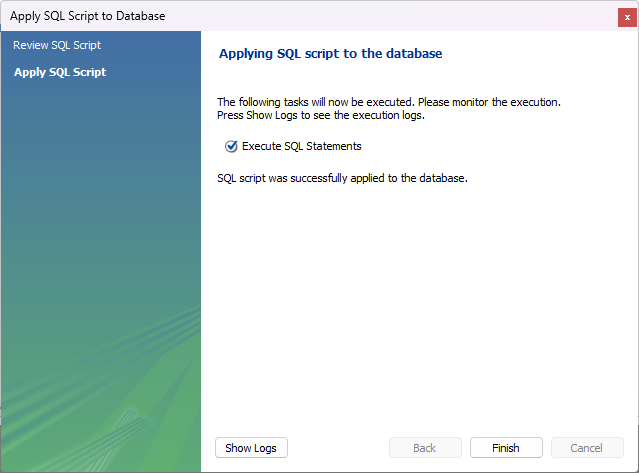 Apply SQL Script to Database
x
Review SQL Script
Apply SQL Script
Applying SQL script to the database
The following tasks will now be executed. Please monitor the execution.
Press Show Logs to see the execution logs.
Execute SQL Statements
SQL script was successfully applied to the database.
Show Logs
Back
Finish
Cancel